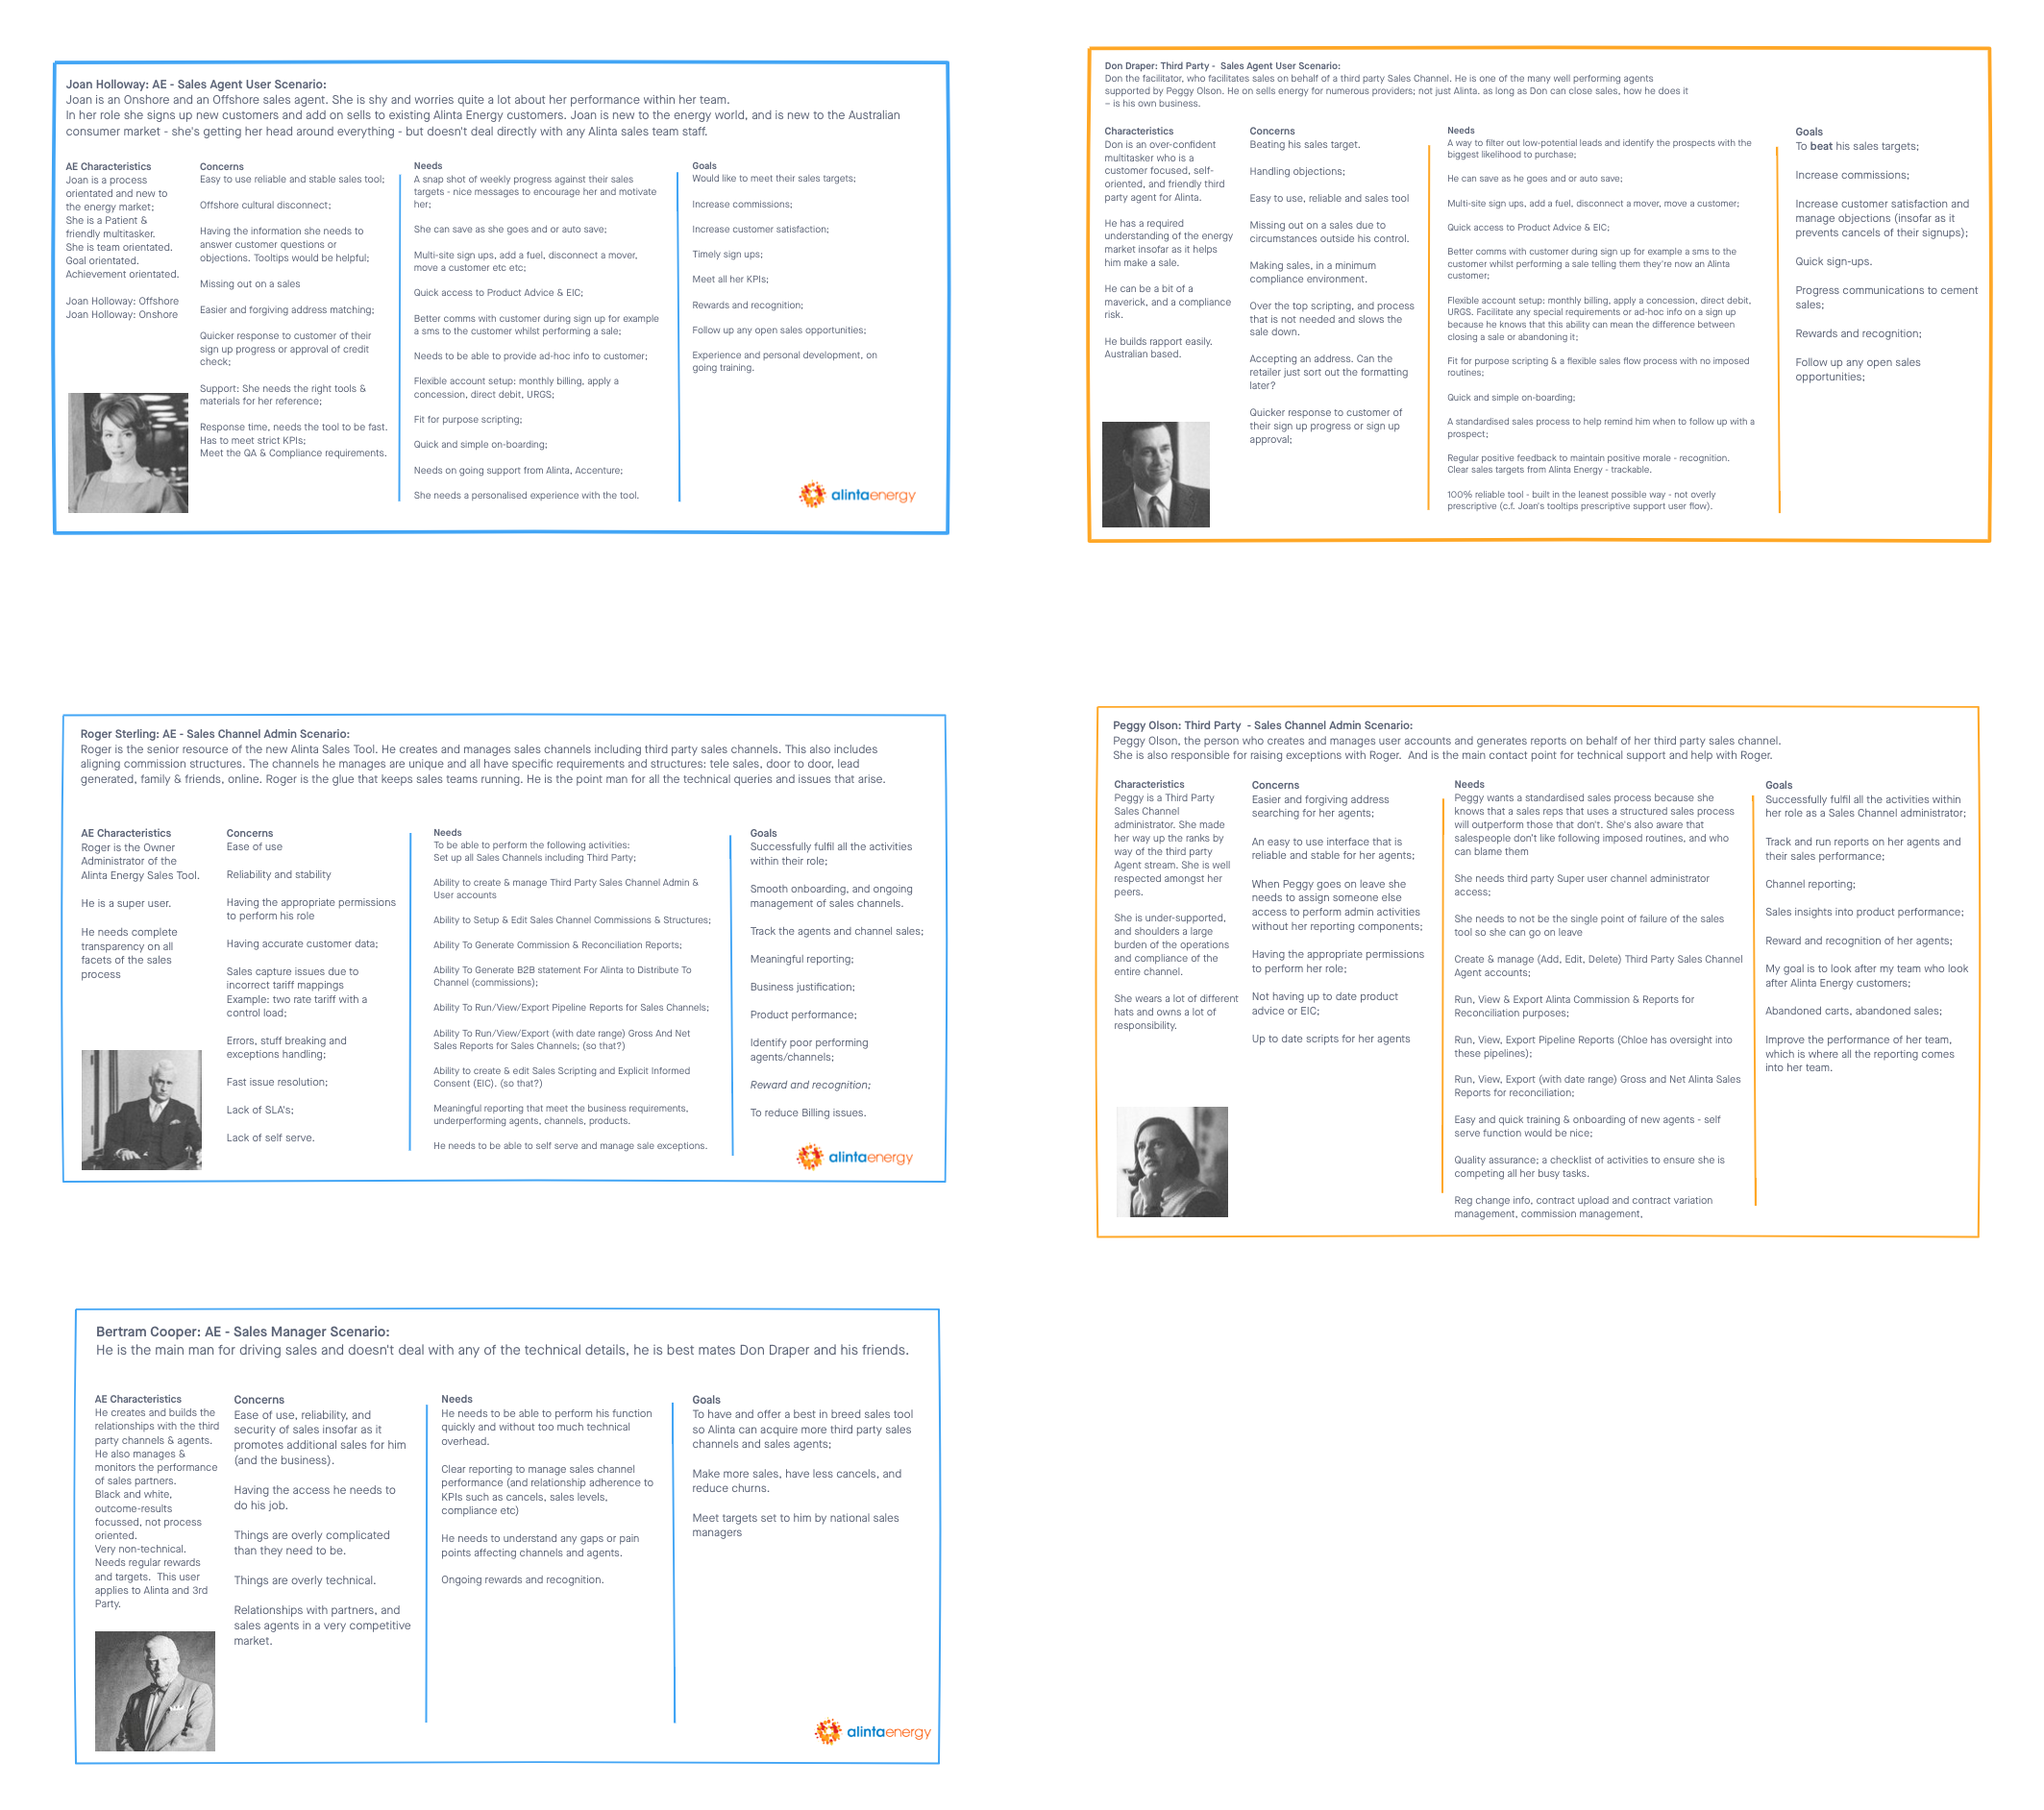 Joan Holloway: AE - Sales Agent User Scenario:
Joan is an Onshore and an Offshore sales agent. She is shy and worries quite a lot about her performance within her team.
In her role she signs up new customers and add on sells to existing Alinta Energy customers. Joan is new to the energy world, and is new to the Australian
consumer market - she's getting her head around everything - but doesn't deal directly with any Alinta sales team staff.
AE Characteristics
Joan is a process
orientated and new to
the energy market;
She is a Patient &
friendly multitasker.
She is team orientated.
Goal orientated.
Achievement orientated.
Joan Holloway: Offshore
Joan Holloway: Onshore
Concerns
Easy to use reliable and stable sales tool;
Offshore cultural disconnect;
Having the information she needs to
answer customer questions or
objections. Tooltips would be helpful;
Missing out on a sales
Easier and forgiving address matching;
Quicker response to customer of their
sign up progress or approval of credit
check;
Support: She needs the right tools &
materials for her reference;
Response time, needs the tool to be fast.
Has to meet strict KPIs;
Meet the QA & Compliance requirements.
Needs
A snap shot of weekly progress against their sales
targets - nice messages to encourage her and motivate
her;
She can save as she goes and or auto save;
Multi-site sign ups, add a fuel, disconnect a mover,
move a customer etc etc;
Quick access to Product Advice & EIC;
Better comms with customer during sign up for example
a sms to the customer whilst performing a sale;
Needs to be able to provide ad-hoc info to customer;
Flexible account setup: monthly billing, apply a
concession, direct debit, URGS;
Fit for purpose scripting;
Quick and simple on-boarding;
Needs on going support from Alinta, Accenture;
She needs a personalised experience with the tool.
Goals
Would like to meet their sales targets;
Increase commissions;
Increase customer satisfaction;
Timely sign ups;
Meet all her KPIs;
Rewards and recognition;
Follow up any open sales opportunities;
Experience and personal development, on
going training.
alintaenergy
Don Draper: Third Party - Sales Agent User Scenario:
Don the facilitator, who facilitates sales on behalf of a third party Sales Channel. He is one of the many well performing agents
supported by Peggy Olson. He on sells energy for numerous providers; not just Alinta. as long as Don can close sales, how he does it
– is his own business.
Characteristics
Don is an over-confident
multitasker who is a
customer focused, self-
oriented, and friendly third
party agent for Alinta.
He has a required
understanding of the energy
market insofar as it helps
him make a sale.
He can be a bit of a
maverick, and a compliance
risk.
He builds rapport easily.
Australian based.
Concerns
Beating his sales target.
Handling objections;
Easy to use, reliable and sales tool
Missing out on a sales due to
circumstances outside his control.
Making sales, in a minimum
compliance environment.
Over the top scripting, and process
that is not needed and slows the
sale down.
Accepting an address. Can the
retailer just sort out the formatting
later?
Quicker response to customer of
their sign up progress or sign up
approval;
Needs
A way to filter out low-potential leads and identify the prospects with the
biggest likelihood to purchase;
He can save as he goes and or auto save;
Multi-site sign ups, add a fuel, disconnect a mover, move a customer;
Quick access to Product Advice & EIC;
Better comms with customer during sign up for example a sms to the
customer whilst performing a sale telling them they're now an Alinta
customer;
Flexible account setup: monthly billing, apply a concession, direct debit,
URGS. Facilitate any special requirements or ad-hoc info on a sign up
because he knows that this ability can mean the difference between
closing a sale or abandoning it;
Fit for purpose scripting & a flexible sales flow process with no imposed
routines;
Quick and simple on-boarding;
A standardised sales process to help remind him when to follow up with a
prospect;
Regular positive feedback to maintain positive morale - recognition.
Clear sales targets from Alinta Energy - trackable.
100% reliable tool - built in the leanest possible way - not overly
prescriptive (c.f. Joan's tooltips prescriptive support user flow).
Goals
To beat his sales targets;
Increase commissions;
Increase customer satisfaction and
manage objections (insofar as it
prevents cancels of their signups);
Quick sign-ups.
Progress communications to cement
sales;
Rewards and recognition;
Follow up any open sales
opportunities;
Roger Sterling: AE - Sales Channel Admin Scenario:
Roger is the senior resource of the new Alinta Sales Tool. He creates and manages sales channels including third party sales channels. This also includes
aligning commission structures. The channels he manages are unique and all have specific requirements and structures: tele sales, door to door, lead
generated, family & friends, online. Roger is the glue that keeps sales teams running. He is the point man for all the technical queries and issues that arise.
AE Characteristics
Roger is the Owner
Administrator of the
Alinta Energy Sales Tool.
He is a super user.
He needs complete
transparency on all
facets of the sales
process
Concerns
Ease of use
Reliability and stability
Having the appropriate permissions
to perform his role
Having accurate customer data;
Sales capture issues due to
incorrect tariff mappings
Example: two rate tariff with a
control load;
Errors, stuff breaking and
exceptions handling;
Fast issue resolution;
Lack of SLA's;
Lack of self serve.
Needs
To be able to perform the following activities:
Set up all Sales Channels including Third Party;
Ability to create & manage Third Party Sales Channel Admin &
User accounts
Ability to Setup & Edit Sales Channel Commissions & Structures;
Ability To Generate Commission & Reconciliation Reports;
Ability To Generate B2B statement For Alinta to Distribute To
Channel (commissions);
Ability To Run/View/Export Pipeline Reports for Sales Channels;
Ability To Run/View/Export (with date range) Gross And Net
Sales Reports for Sales Channels; (so that?)
Ability to create & edit Sales Scripting and Explicit Informed
Consent (EIC). (so that?)
Meaningful reporting that meet the business requirements,
underperforming agents, channels, products.
He needs to be able to self serve and manage sale exceptions.
Goals
Successfully fulfil all the activities
within their role;
Smooth onboarding, and ongoing
management of sales channels.
Track the agents and channel sales;
Meaningful reporting;
Business justification;
Product performance;
Identify poor performing
agents/channels;
Reward and recognition;
To reduce Billing issues.
alintaenergy
Peggy Olson: Third Party - Sales Channel Admin Scenario:
Peggy Olson, the person who creates and manages user accounts and generates reports on behalf of her third party sales channel.
She is also responsible for raising exceptions with Roger. And is the main contact point for technical support and help with Roger.
Characteristics
Peggy is a Third Party
Sales Channel
administrator. She made
her way up the ranks by
way of the third party
Agent stream. She is well
respected amongst her
peers.
She is under-supported,
and shoulders a large
burden of the operations
and compliance of the
entire channel.
She wears a lot of different
hats and owns a lot of
responsibility.
Concerns
Easier and forgiving address
searching for her agents;
An easy to use interface that is
reliable and stable for her agents;
When Peggy goes on leave she
needs to assign someone else
access to perform admin activities
without her reporting components;
Having the appropriate permissions
to perform her role;
Not having up to date product
advice or EIC;
Up to date scripts for her agents
Needs
Peggy wants a standardised sales process because she
knows that a sales reps that uses a structured sales process
will outperform those that don't. She's also aware that
salespeople don't like following imposed routines, and who
can blame them
She needs third party Super user channel administrator
access;
She needs to not be the single point of failure of the sales
tool so she can go on leave
Create & manage (Add, Edit, Delete) Third Party Sales Channel
Agent accounts;
Run, View & Export Alinta Commission & Reports for
Reconciliation purposes;
Run, View, Export Pipeline Reports (Chloe has oversight into
these pipelines);
Run, View, Export (with date range) Gross and Net Alinta Sales
Reports for reconciliation;
Easy and quick training & onboarding of new agents - self
serve function would be nice;
Quality assurance; a checklist of activities to ensure she is
competing all her busy tasks.
Reg change info, contract upload and contract variation
management, commission management,
Goals
Successfully fulfil all the activities within
her role as a Sales Channel administrator;
Track and run reports on her agents and
their sales performance;
Channel reporting;
Sales insights into product performance;
Reward and recognition of her agents;
My goal is to look after my team who look
after Alinta Energy customers;
Abandoned carts, abandoned sales;
Improve the performance of her team,
which is where all the reporting comes
into her team.
Bertram Cooper: AE - Sales Manager Scenario:
He is the main man for driving sales and doesn't deal with any of the technical details, he is best mates Don Draper and his friends.
AE Characteristics
He creates and builds the
relationships with the third
party channels & agents.
He also manages &
monitors the performance
of sales partners.
Black and white,
outcome-results
focussed, not process
oriented.
Very non-technical.
Needs regular rewards
and targets. This user
applies to Alinta and 3rd
Party.
Concerns
Ease of use, reliability, and
security of sales insofar as it
promotes additional sales for him
(and the business).
Having the access he needs to
do his job.
Things are overly complicated
than they need to be.
Things are overly technical.
Relationships with partners, and
sales agents in a very competitive
market.
Needs
He needs to be able to perform his function
quickly and without too much technical
overhead.
Clear reporting to manage sales channel
performance (and relationship adherence to
KPIs such as cancels, sales levels,
compliance etc)
He needs to understand any gaps or pain
points affecting channels and agents.
Ongoing rewards and recognition.
Goals
To have and offer a best in breed sales tool
so Alinta can acquire more third party sales
channels and sales agents;
Make more sales, have less cancels, and
reduce churns.
Meet targets set to him by national sales
managers
alintaenergy